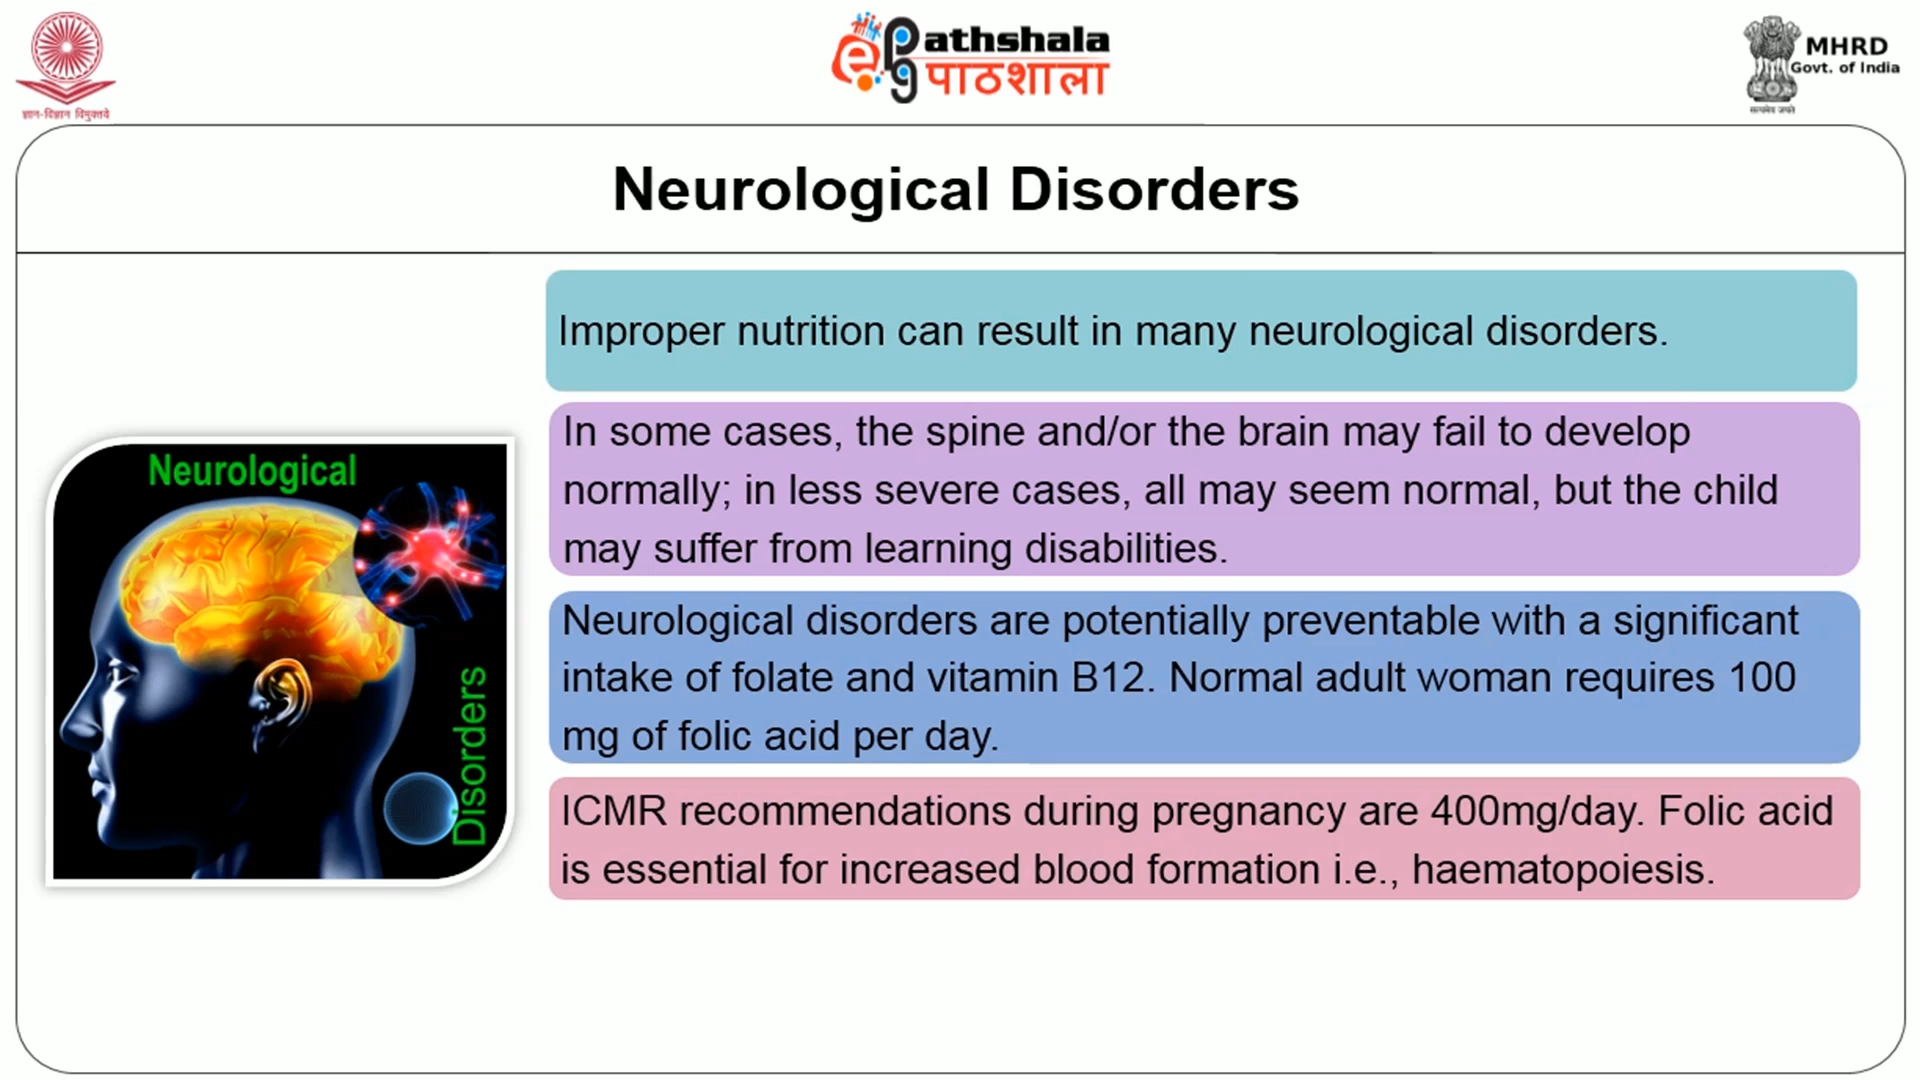 athshala
पाठशाला
MHRD
Govt. of India
ज्ञान-विज्ञान विमुक्तये
सत्यमेव जयते
Neurological Disorders
Improper nutrition can result in many neurological disorders.
In some cases, the spine and/or the brain may fail to develop
normally; in less severe cases, all may seem normal, but the child
may suffer from learning disabilities.
Neurological disorders are potentially preventable with a significant
intake of folate and vitamin B12. Normal adult woman requires 100
mg of folic acid per day.
ICMR recommendations during pregnancy are 400mg/day. Folic acid
is essential for increased blood formation i.e., haematopoiesis.
Neurological
Disorders